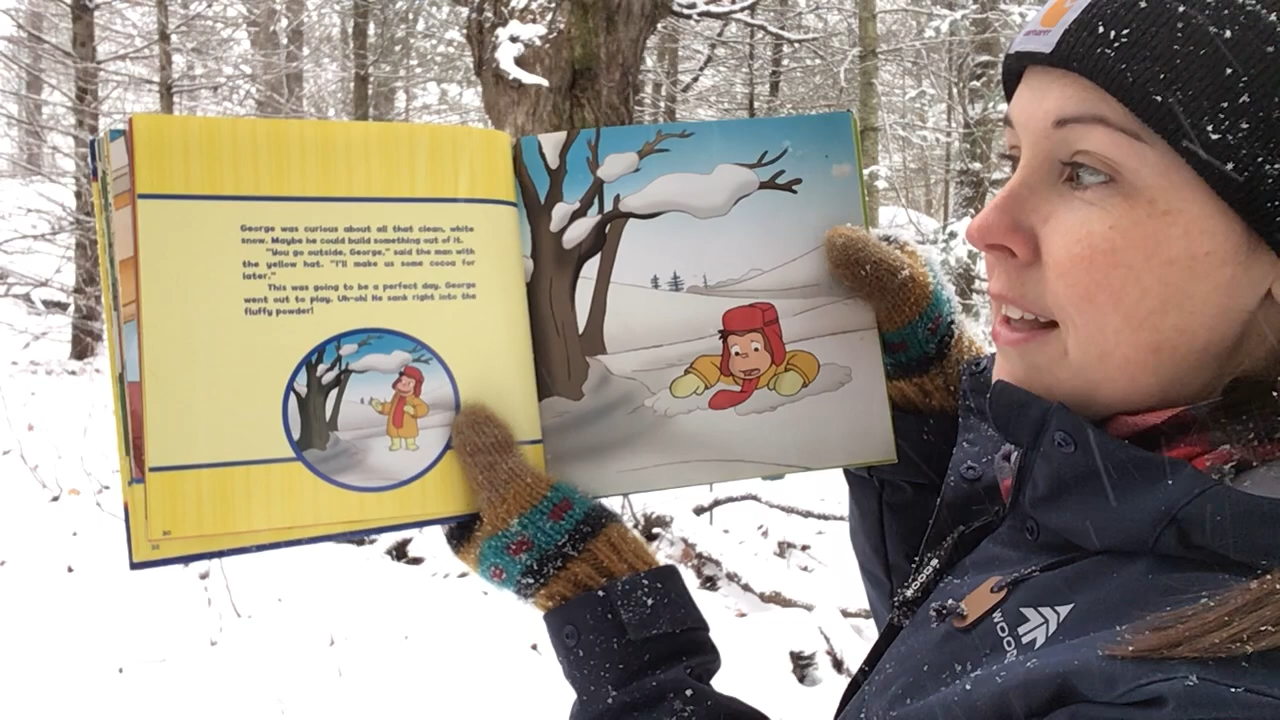 carhartt
George was curious about all that clean, white
snow. Maybe he could build something out of it.
"You go outside, George," said the man with
the yellow hat. "I'll make us some cocoa for
later."
This was going to be a perfect day. George
went out to play. Uh-oh! He sank right into the
fluffy powder!
WOODS
WOODS